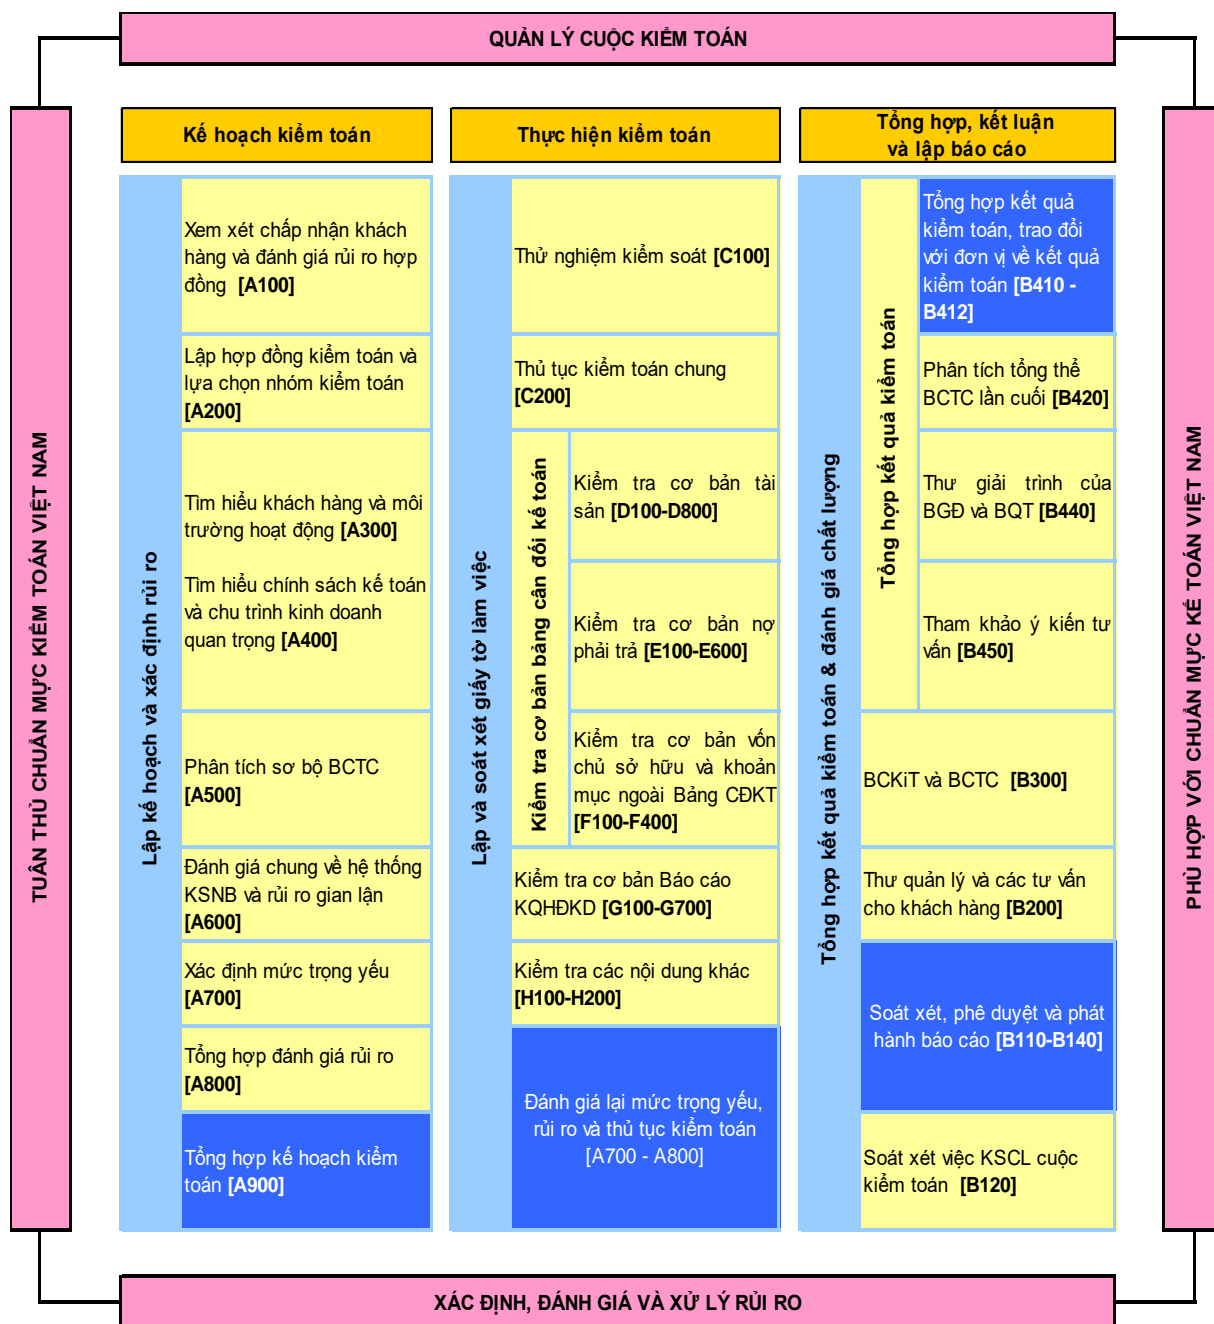 QUẢN LÝ CUỘC KIỂM TOÁN
TUÂN THỦ CHUẨN MỰC KIỂM TOÁN VIỆT NAM
Kế hoạch kiểm toán
Lập kế hoạch và xác định rủi ro
Xem xét chấp nhận khách
hàng và đánh giá rủi ro hợp
đồng [A100]
Lập hợp đồng kiểm toán và
lựa chọn nhóm kiểm toán
[A200]
Tìm hiểu khách hàng và môi
trường hoạt động [A300]
Tìm hiểu chính sách kế toán
và chu trình kinh doanh
quan trọng [A400]
Phân tích sơ bộ BCTC
[A500]
Đánh giá chung về hệ thống
KSNB và rủi ro gian lận
[A600]
Xác định mức trọng yếu
[A700]
Tổng hợp đánh giá rủi ro
[A800]
Tổng hợp kế hoạch kiểm
toán [A900]
Thực hiện kiểm toán
Lập và soát xét giấy tờ làm việc
Thử nghiệm kiểm soát [C100]
Thủ tục kiểm toán chung
[C200]
Kiểm tra cơ bản bảng cân đối kế toán
Kiểm tra cơ bản tài
sản [D100-D800]
Kiểm tra cơ bản nợ
phải trả [E100-E600]
Kiểm tra cơ bản vốn
chủ sở hữu và khoản
mục ngoài Bảng CĐKT
[F100-F400]
Kiểm tra cơ bản Báo cáo
KQHĐKD [G100-G700]
Kiểm tra các nội dung khác
[H100-H200]
Đánh giá lại mức trọng yếu,
rủi ro và thủ tục kiểm toán
[A700 - A800]
Tổng hợp, kết luận
và lập báo cáo
Tổng hợp kết quả kiểm toán & đánh giá chất lượng
Tổng hợp kết quả kiểm toán
Tổng hợp kết quả
kiểm toán, trao đổi
với đơn vị về kết quả
kiểm toán [B410 -
B412]
Phân tích tổng thể
BCTC lần cuối [B420]
Thư giải trình của
BGĐ và BQT [B440]
Tham khảo ý kiến tư
vấn [B450]
BCKiT và BCTC [B300]
Thư quản lý và các tư vấn
cho khách hàng [B200]
Soát xét, phê duyệt và phát
hành báo cáo [B110-B140]
Soát xét việc KSCL cuộc
kiểm toán [B120]
PHÙ HỢP VỚI CHUẨN MỰC KẾ TOÁN VIỆT NAM
XÁC ĐỊNH, ĐÁNH GIÁ VÀ XỬ LÝ RỦI RO